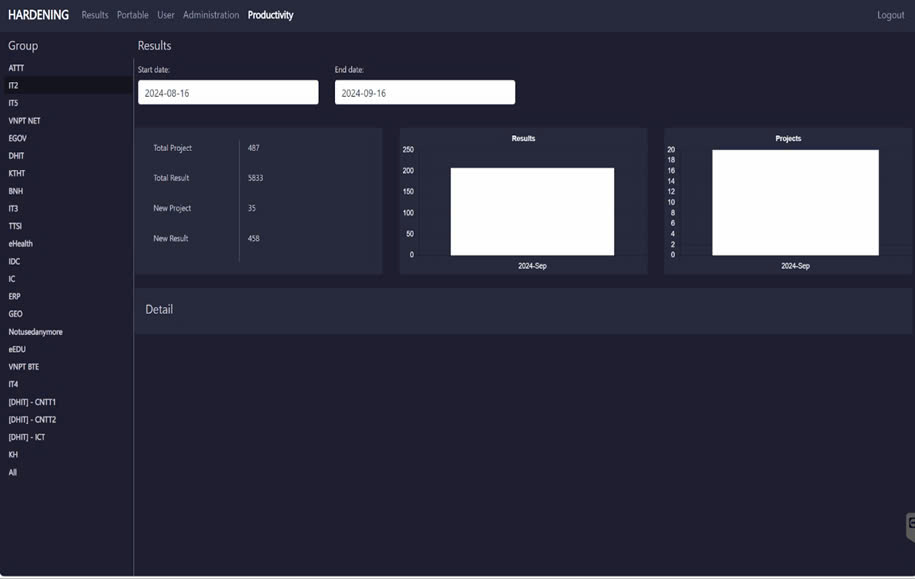 HARDENING Results Portable User Administration Productivity Logout
Group
ATTT
IT2
IT5
VNPT NET
EGOV
DHIT
KTHT
BNH
IT3
TTSI
eHealth
IDC
IC
ERP
GEO
Notusedanymore
eEDU
VNPT BTE
IT4
[DHIT] - CNTT1
[DHIT] - CNTT2
[DHIT] - ICT
KH
All
Results
Start date: End date:
2024-08-16 2024-09-16
Total Project 487
Total Result 5833
New Project 35
New Result 458
Results
250
200
150
100
50
0
2024-Sep
Projects
20
18
16
14
12
10
8
6
4
2
0
2024-Sep
Detail